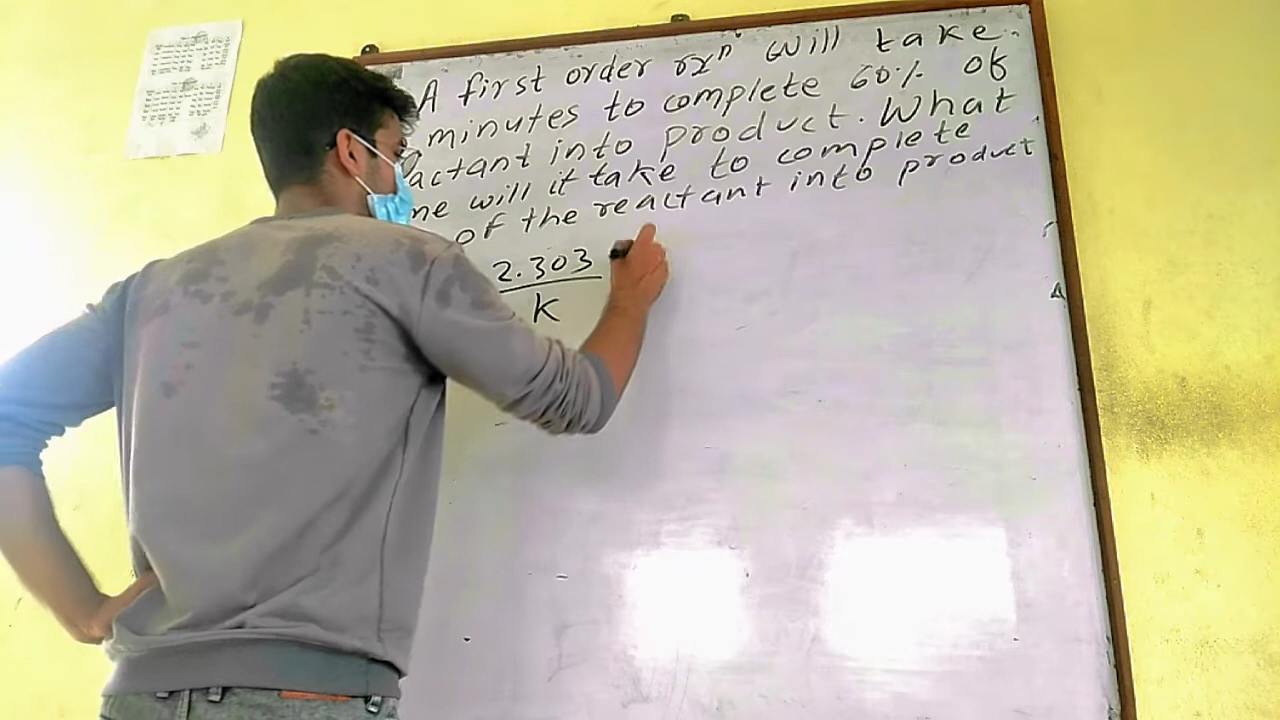 A first order rxⁿ will take
minutes to complete 60% of
actant into product. What
me will it take to complete
of the reactant into product
2.303
K